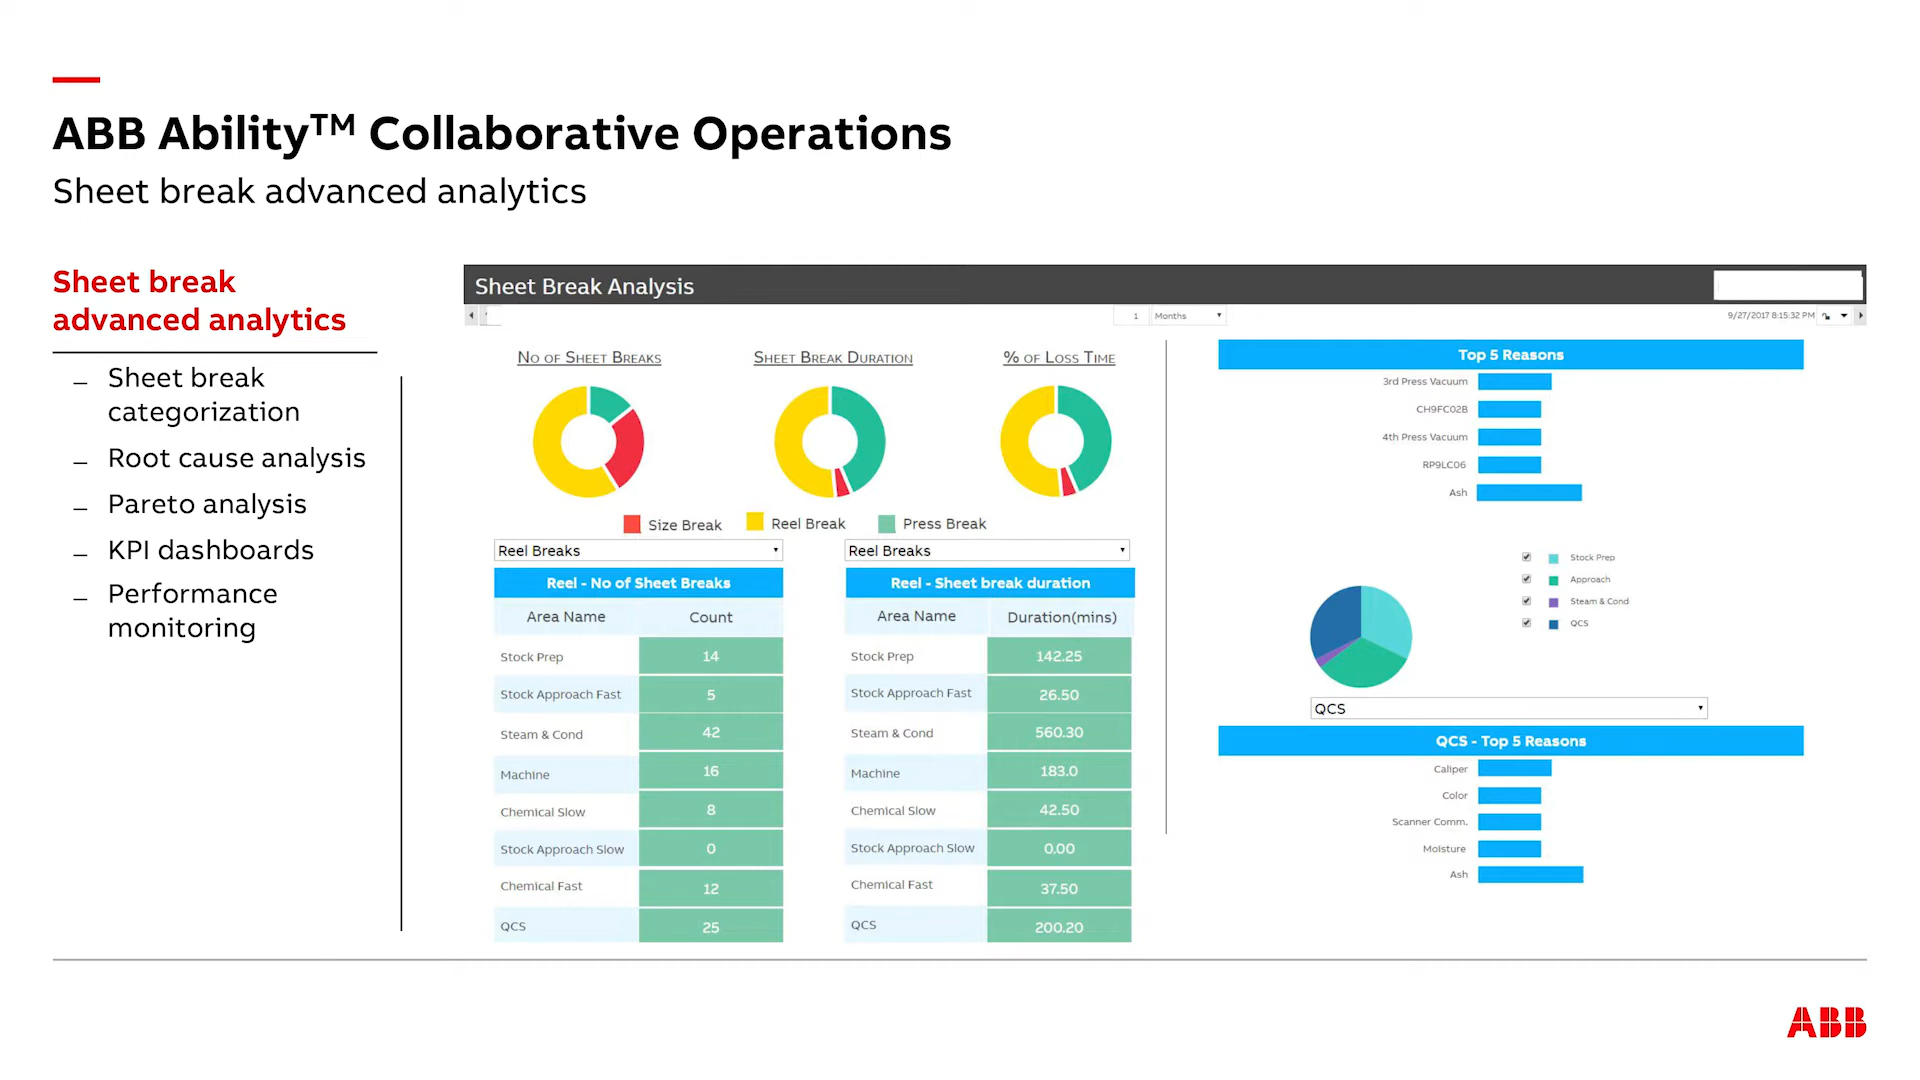 ABB Ability™ Collaborative Operations
Sheet break advanced analytics
Sheet break
advanced analytics
– Sheet break
categorization
– Root cause analysis
– Pareto analysis
– KPI dashboards
– Performance
monitoring
Sheet Break Analysis
1 Months
9/27/2017 8:15:32 PM
No of Sheet Breaks
Sheet Break Duration
% of Loss Time
Size Break
Reel Break
Press Break
Reel Breaks
Reel - No of Sheet Breaks
Area Name Count
Stock Prep 14
Stock Approach Fast 5
Steam & Cond 42
Machine 16
Chemical Slow 8
Stock Approach Slow 0
Chemical Fast 12
QCS 25
Reel Breaks
Reel - Sheet break duration
Area Name Duration(mins)
Stock Prep 142.25
Stock Approach Fast 26.50
Steam & Cond 560.30
Machine 183.0
Chemical Slow 42.50
Stock Approach Slow 0.00
Chemical Fast 37.50
QCS 200.20
Top 5 Reasons
3rd Press Vacuum
CH9FC02B
4th Press Vacuum
RP9LC06
Ash
Stock Prep
Approach
Steam & Cond
QCS
QCS
QCS - Top 5 Reasons
Caliper
Color
Scanner Comm.
Moisture
Ash
ABB